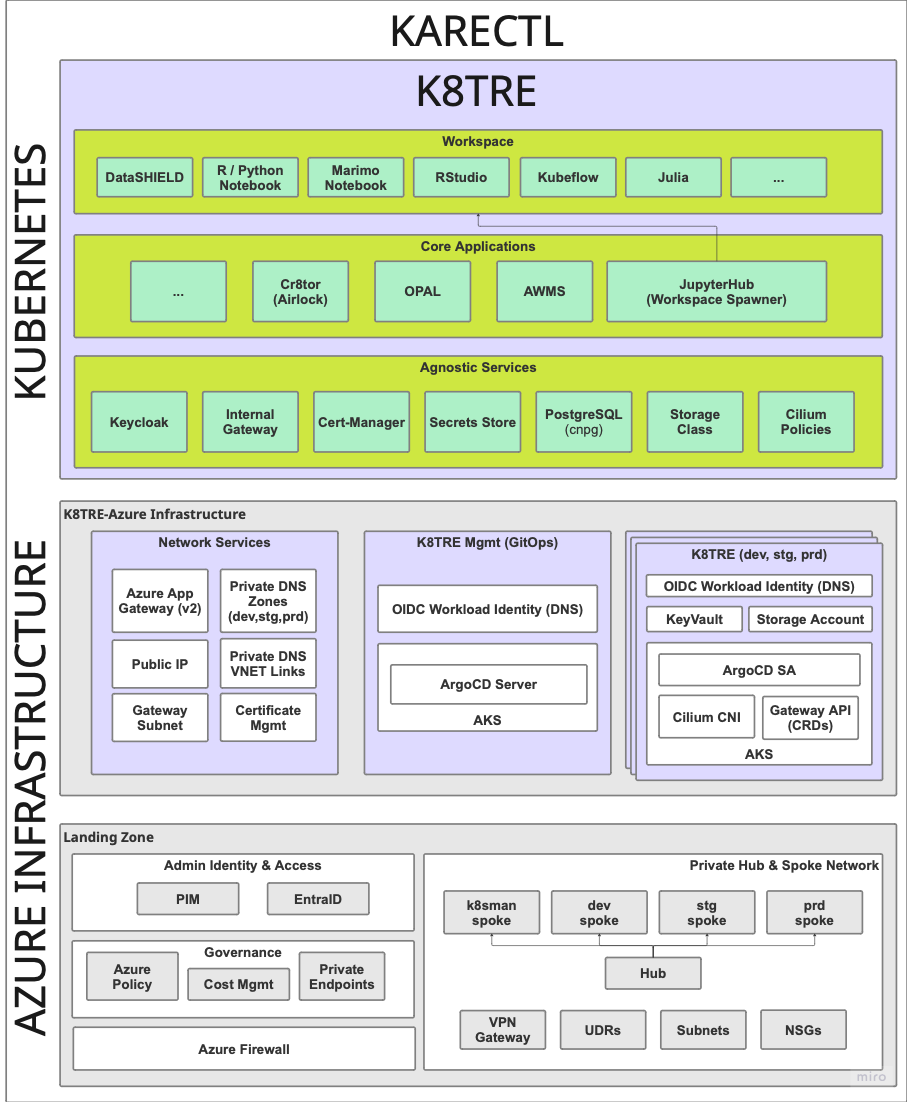 KARECTL
KUBERNETES
K8TRE
Workspace
DataSHIELD
R / Python
Notebook
Marimo
Notebook
RStudio
Kubeflow
Julia
...
Core Applications
...
Cr8tor
(Airlock)
OPAL
AWMS
JupyterHub
(Workspace Spawner)
Agnostic Services
Keycloak
Internal
Gateway
Cert-Manager
Secrets Store
PostgreSQL
(cnpg)
Storage
Class
Cilium
Policies
AZURE INFRASTRUCTURE
K8TRE-Azure Infrastructure
Network Services
Azure App
Gateway (v2)
Private DNS
Zones
(dev,stg,prd)
Public IP
Private DNS
VNET Links
Gateway
Subnet
Certificate
Mgmt
K8TRE Mgmt (GitOps)
OIDC Workload Identity (DNS)
ArgoCD Server
AKS
K8TRE (dev, stg, prd)
OIDC Workload Identity (DNS)
KeyVault
Storage Account
ArgoCD SA
Cilium CNI
Gateway API
(CRDs)
AKS
Landing Zone
Admin Identity & Access
PIM
EntraID
Governance
Azure
Policy
Cost Mgmt
Private
Endpoints
Azure Firewall
Private Hub & Spoke Network
k8sman
spoke
dev
spoke
stg
spoke
prd
spoke
Hub
VPN
Gateway
UDRs
Subnets
NSGs
miro